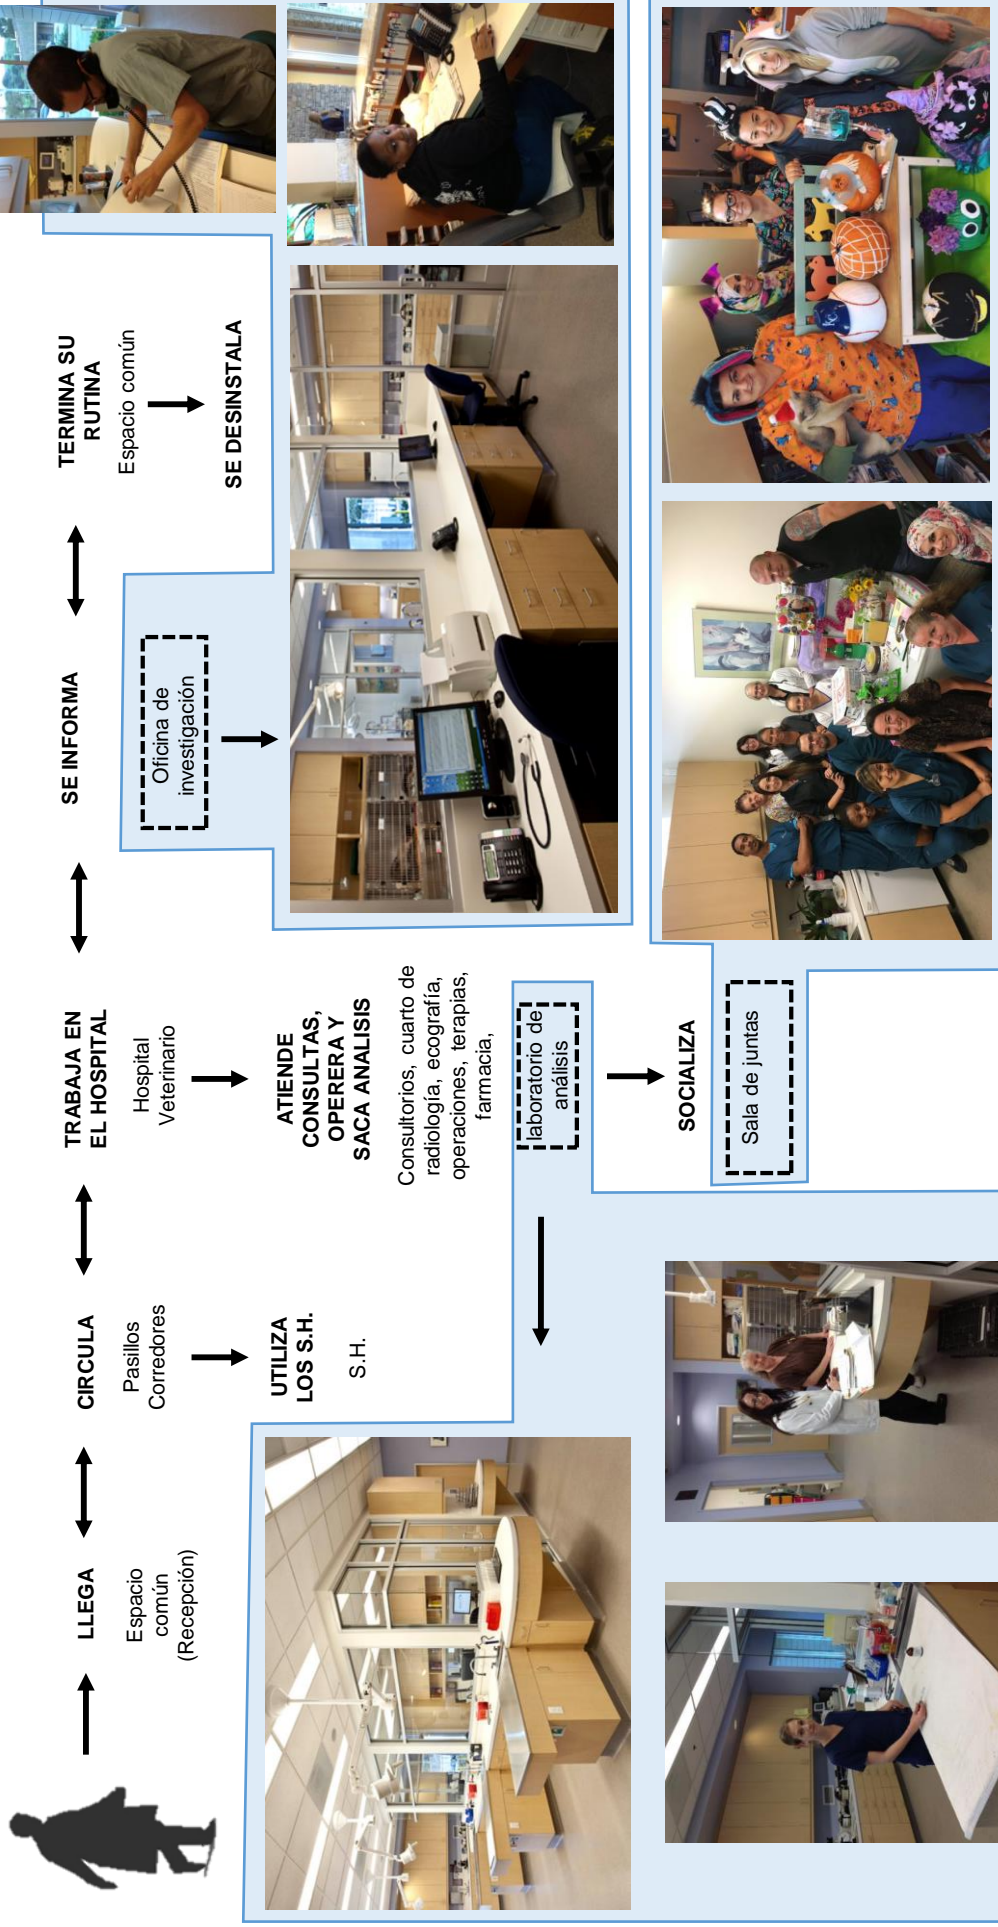 LLEGA
Espacio
común
(Recepción)
CIRCULA
Pasillos
Corredores
UTILIZA
LOS S.H.
S.H.
TRABAJA EN
EL HOSPITAL
Hospital
Veterinario
ATIENDE
CONSULTAS,
OPERERA Y
SACA ANALISIS
Consultorios, cuarto de
radiología, ecografía,
operaciones, terapias,
farmacia,
laboratorio de
análisis
SOCIALIZA
Sala de juntas
SE INFORMA
Oficina de
investigación
TERMINA SU
RUTINA
Espacio común
SE DESINSTALA
KC